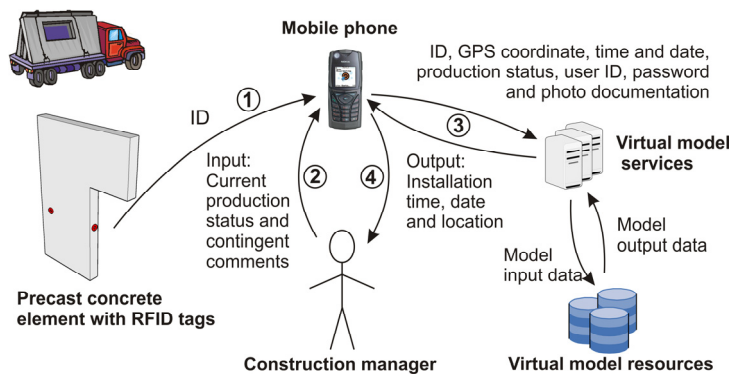 Mobile phone
ID, GPS coordinate, time and date,
production status, user ID, password
and photo documentation
1
ID
3
Virtual model
services
Input:
Current
production
status and
contingent
comments
2
4
Output:
Installation
time, date
and location
Model
output data
Model
input data
Precast concrete
element with RFID tags
Construction manager
Virtual model resources